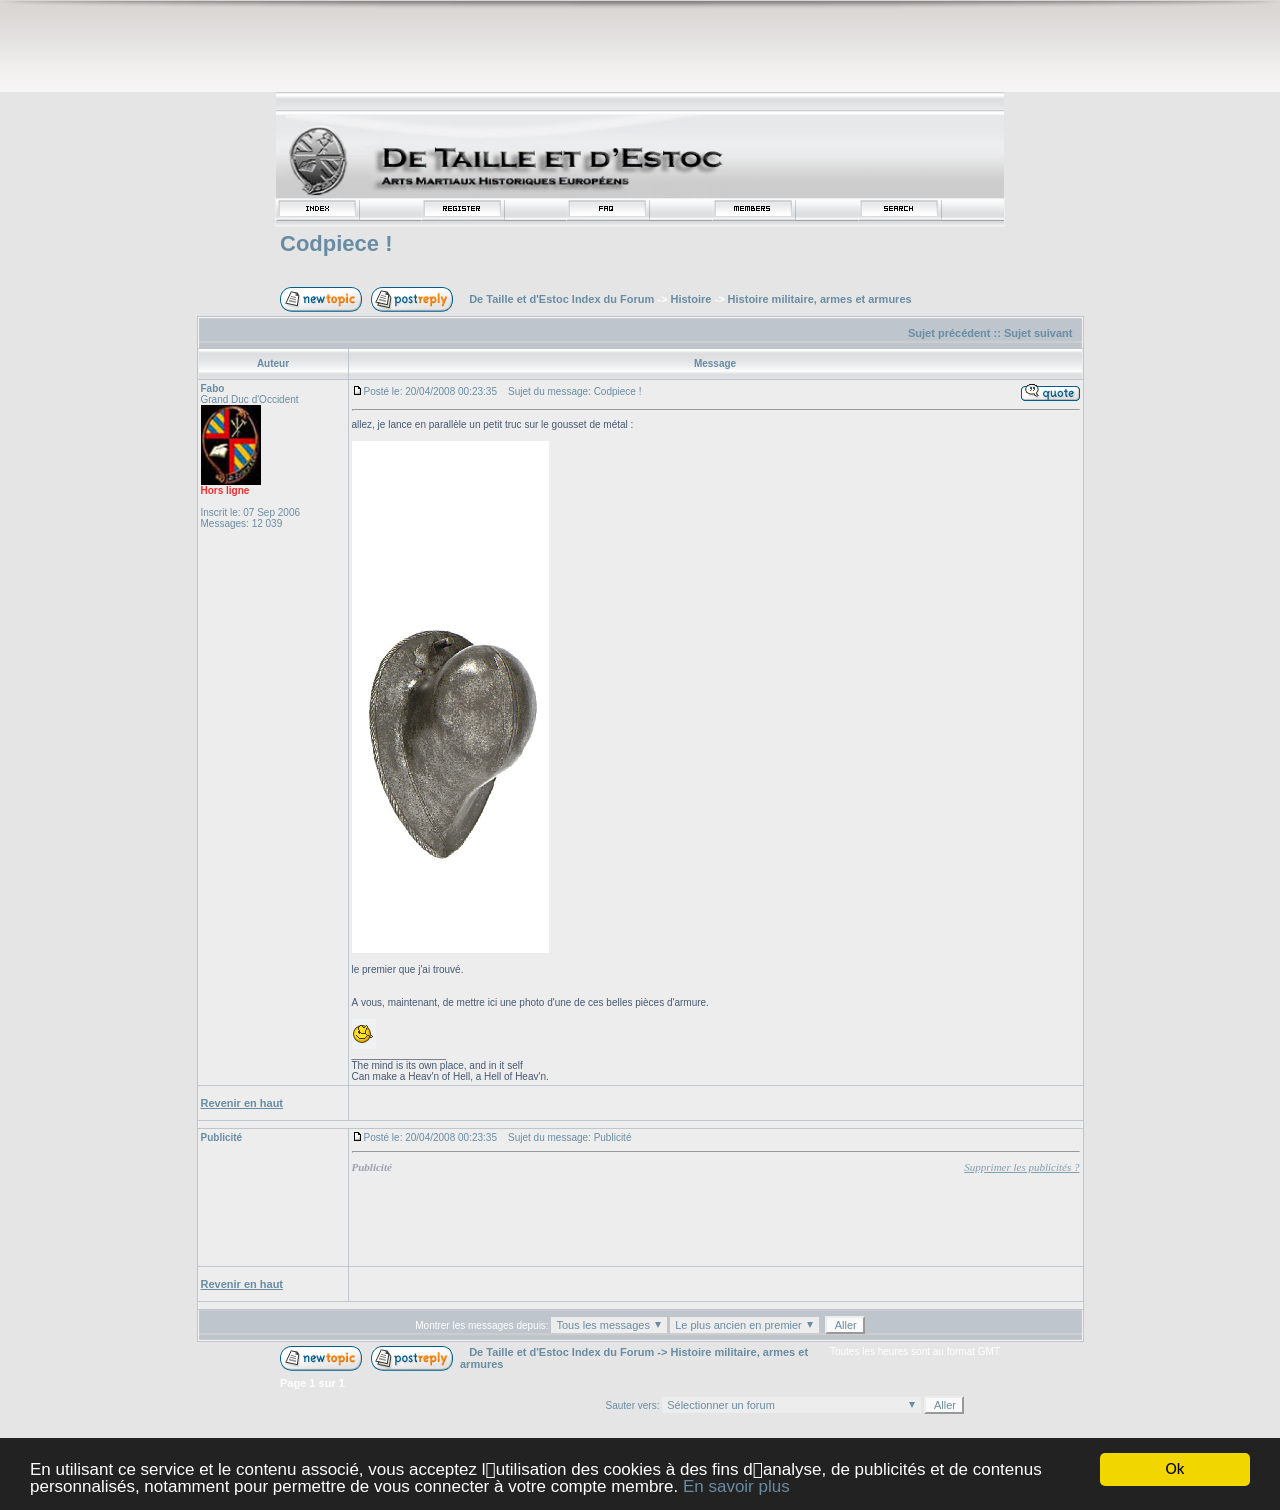 De Taille et d'Estoc
Arts Martiaux Historiques Européens
INDEX REGISTER FAQ MEMBERS SEARCH
Codpiece !
newtopic postreply De Taille et d'Estoc Index du Forum -> Histoire -> Histoire militaire, armes et armures
Sujet précédent :: Sujet suivant
Auteur Message
Fabo
Grand Duc d'Occident
Hors ligne
Inscrit le: 07 Sep 2006
Messages: 12 039
Posté le: 20/04/2008 00:23:35 Sujet du message: Codpiece ! quote
allez, je lance en parallèle un petit truc sur le gousset de métal :
le premier que j'ai trouvé.
A vous, maintenant, de mettre ici une photo d'une de ces belles pièces d'armure.
_________________
The mind is its own place, and in it self
Can make a Heav'n of Hell, a Hell of Heav'n.
Revenir en haut
Publicité
Posté le: 20/04/2008 00:23:35 Sujet du message: Publicité
Publicité Supprimer les publicités ?
Revenir en haut
Montrer les messages depuis: Tous les messages Le plus ancien en premier Aller
newtopic postreply De Taille et d'Estoc Index du Forum -> Histoire militaire, armes et
armures
Toutes les heures sont au format GMT
Page 1 sur 1
Sauter vers: Sélectionner un forum Aller
En utilisant ce service et le contenu associé, vous acceptez l▯utilisation des cookies à des fins d▯analyse, de publicités et de contenus
personnalisés, notamment pour permettre de vous connecter à votre compte membre. En savoir plus
Ok